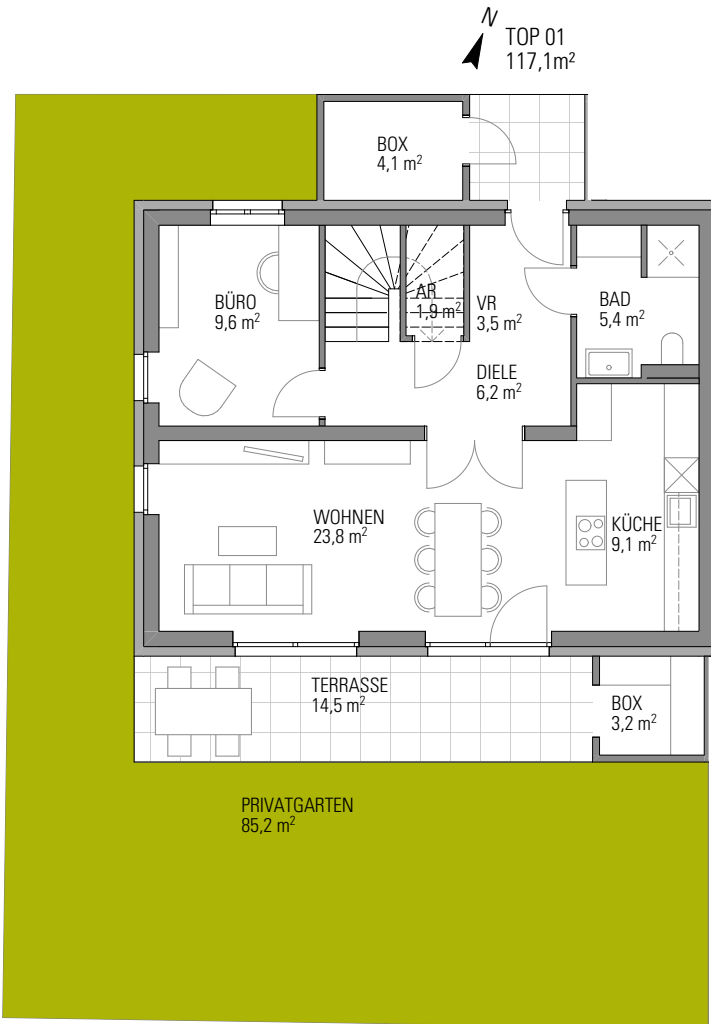 N
TOP 01
117,1m²
BOX
4,1 m²
BÜRO
9,6 m²
AR
1,9 m²
VR
3,5 m²
BAD
5,4 m²
DIELE
6,2 m²
WOHNEN
23,8 m²
KÜCHE
9,1 m²
TERRASSE
14,5 m²
BOX
3,2 m²
PRIVATGARTEN
85,2 m²